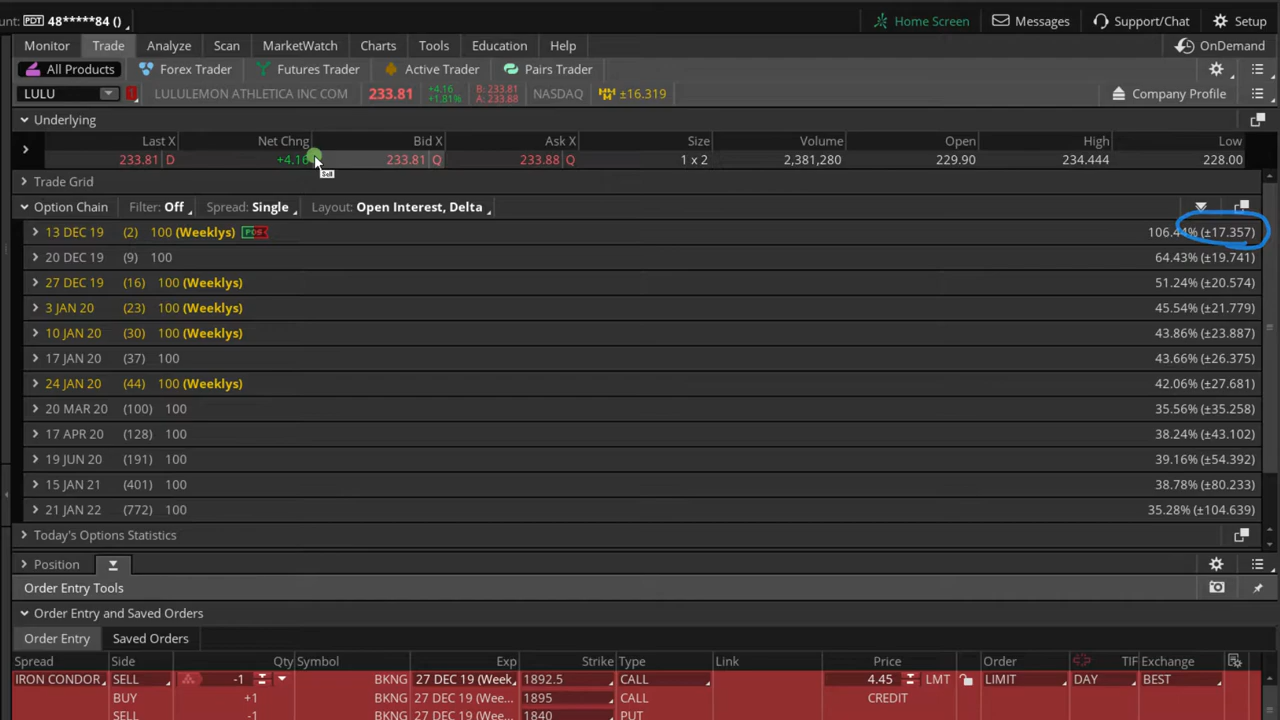 unt: PDT 48*****84 () Home Screen Messages Support/Chat Setup
Monitor Trade Analyze Scan MarketWatch Charts Tools Education Help OnDemand
All Products Forex Trader Futures Trader Active Trader Pairs Trader
LULU LULULEMON ATHLETICA INC COM 233.81 +4.16 +1.81% B: 233.81 A: 233.88 NASDAQ ±16.319 Company Profile
Underlying
Last X Net Chng Bid X Ask X Size Volume Open High Low
233.81 D +4.16 233.81 Q 233.88 Q 1 x 2 2,381,280 229.90 234.444 228.00
Sell
Trade Grid
Option Chain Filter: Off Spread: Single Layout: Open Interest, Delta
13 DEC 19 (2) 100 (Weeklys) POS 106.44% (±17.357)
20 DEC 19 (9) 100 64.43% (±19.741)
27 DEC 19 (16) 100 (Weeklys) 51.24% (±20.574)
3 JAN 20 (23) 100 (Weeklys) 45.54% (±21.779)
10 JAN 20 (30) 100 (Weeklys) 43.86% (±23.887)
17 JAN 20 (37) 100 43.66% (±26.375)
24 JAN 20 (44) 100 (Weeklys) 42.06% (±27.681)
20 MAR 20 (100) 100 35.56% (±35.258)
17 APR 20 (128) 100 38.24% (±43.102)
19 JUN 20 (191) 100 39.16% (±54.392)
15 JAN 21 (401) 100 38.78% (±80.233)
21 JAN 22 (772) 100 35.28% (±104.639)
Today's Options Statistics
Position
Order Entry Tools
Order Entry and Saved Orders
Order Entry Saved Orders
Spread Side Qty Symbol Exp Strike Type Link Price Order TIF Exchange
IRON CONDOR SELL -1 BKNG 27 DEC 19 (Week 1892.5 CALL 4.45 LMT LIMIT DAY BEST
BUY +1 BKNG 27 DEC 19 (Wee... 1895 CALL CREDIT
SELL -1 BKNG 27 DEC 19 (Wee... 1840 PUT